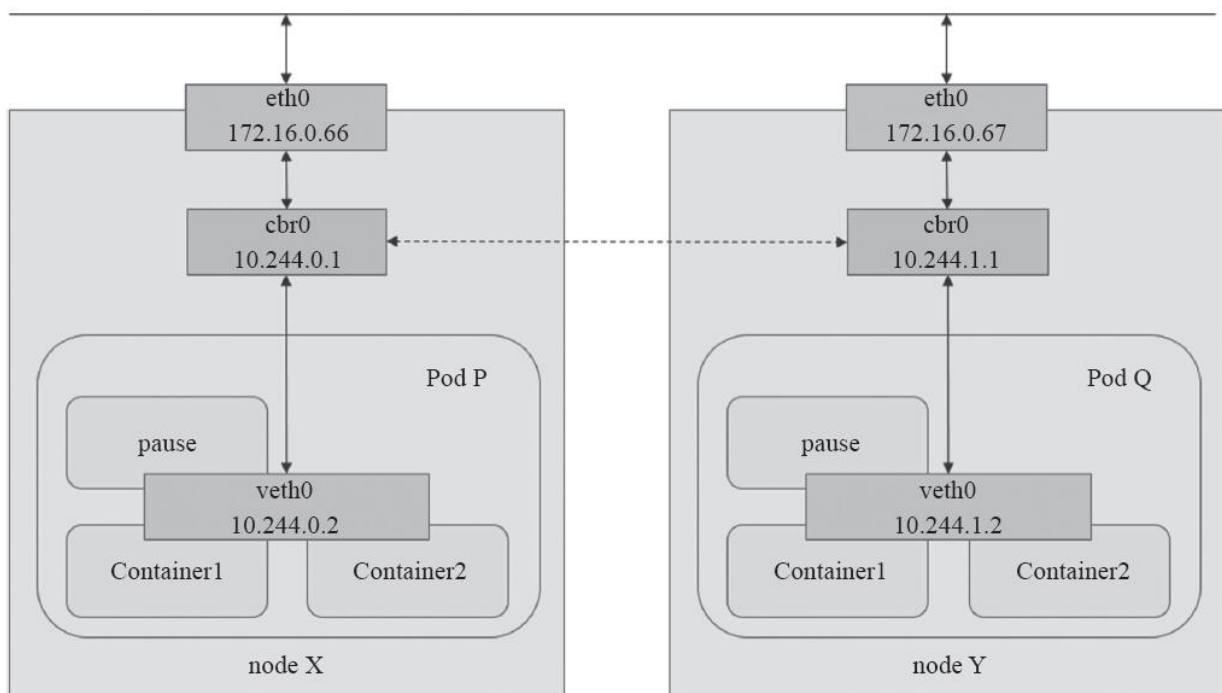 eth0
172.16.0.66
cbr0
10.244.0.1
Pod P
pause
veth0
10.244.0.2
Container1
Container2
node X
eth0
172.16.0.67
cbr0
10.244.1.1
Pod Q
pause
veth0
10.244.1.2
Container1
Container2
node Y